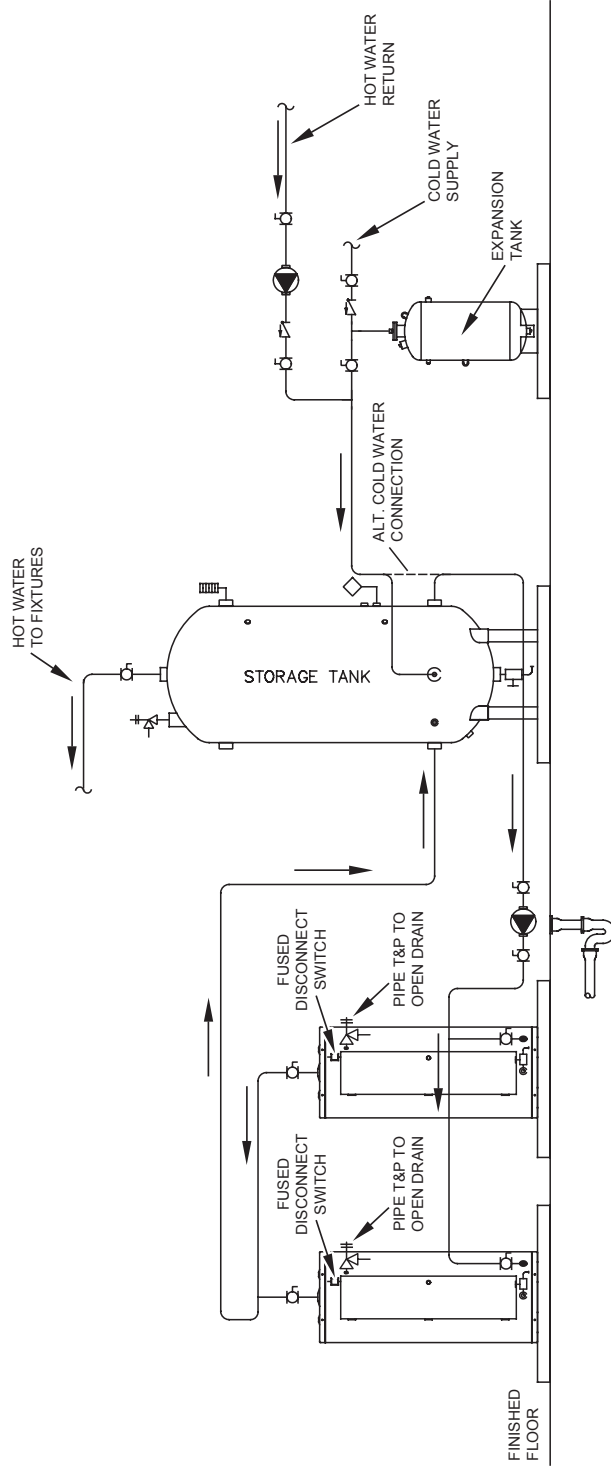 HOT WATER
TO FIXTURES
HOT WATER
RETURN
COLD WATER
SUPPLY
EXPANSION
TANK
ALT. COLD WATER
CONNECTION
STORAGE TANK
FUSED
DISCONNECT
SWITCH
PIPE T&P TO
OPEN DRAIN
FUSED
DISCONNECT
SWITCH
PIPE T&P TO
OPEN DRAIN
FINISHED
FLOOR